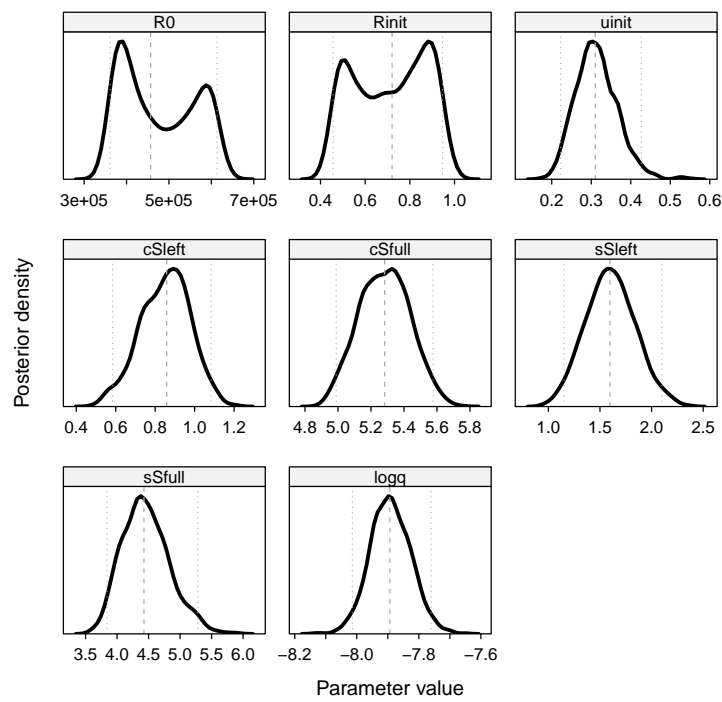 R0 Rinit uinit
3e+05 5e+05 7e+05 0.4 0.6 0.8 1.0 0.2 0.3 0.4 0.5 0.6
cSleft cSfull sSleft
0.4 0.6 0.8 1.0 1.2 4.8 5.0 5.2 5.4 5.6 5.8 1.0 1.5 2.0 2.5
sSfull logq
3.5 4.0 4.5 5.0 5.5 6.0 −8.2 −8.0 −7.8 −7.6
Posterior density
Parameter value